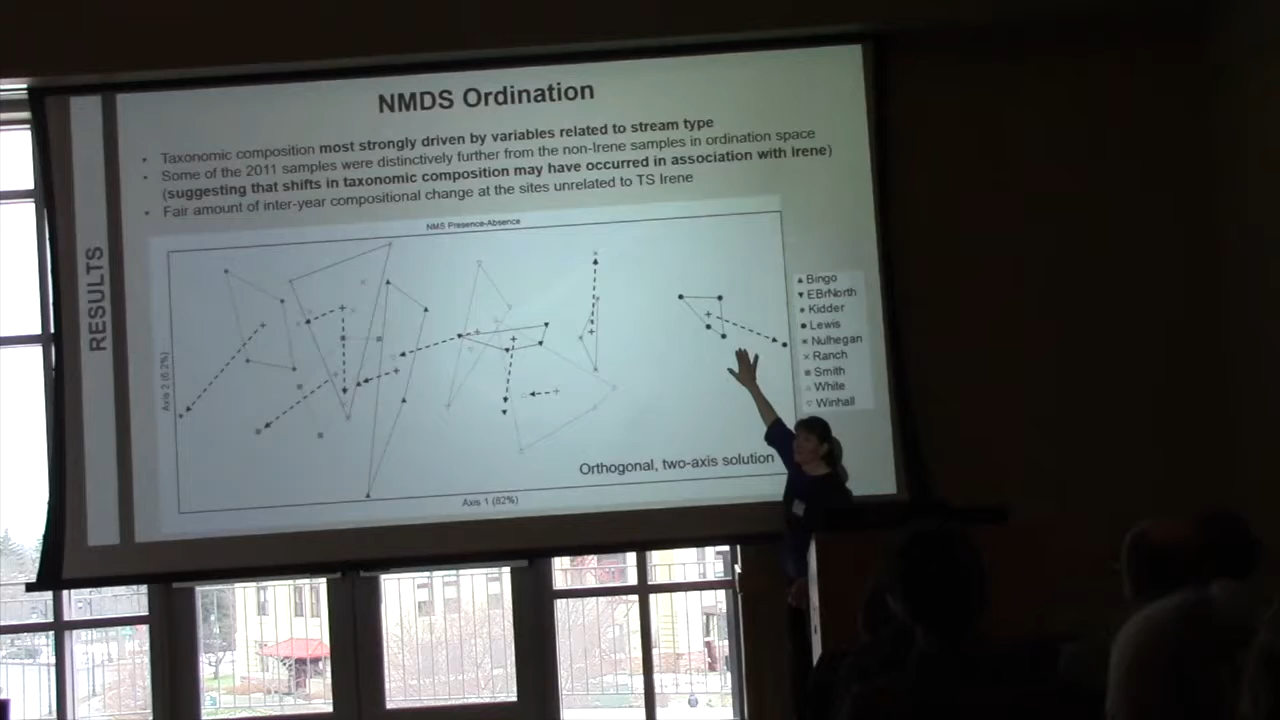 NMDS Ordination
• Taxonomic composition most strongly driven by variables related to stream type
• Some of the 2011 samples were distinctively further from the non-Irene samples in ordination space
(suggesting that shifts in taxonomic composition may have occurred in association with Irene)
• Fair amount of inter-year compositional change at the sites unrelated to TS Irene
RESULTS
NMS Presence-Absence
Axis 2 (6.2%)
Axis 1 (82%)
Bingo
EBrNorth
Kidder
Lewis
Nulhegan
Ranch
Smith
White
Winhall
Orthogonal, two-axis solution